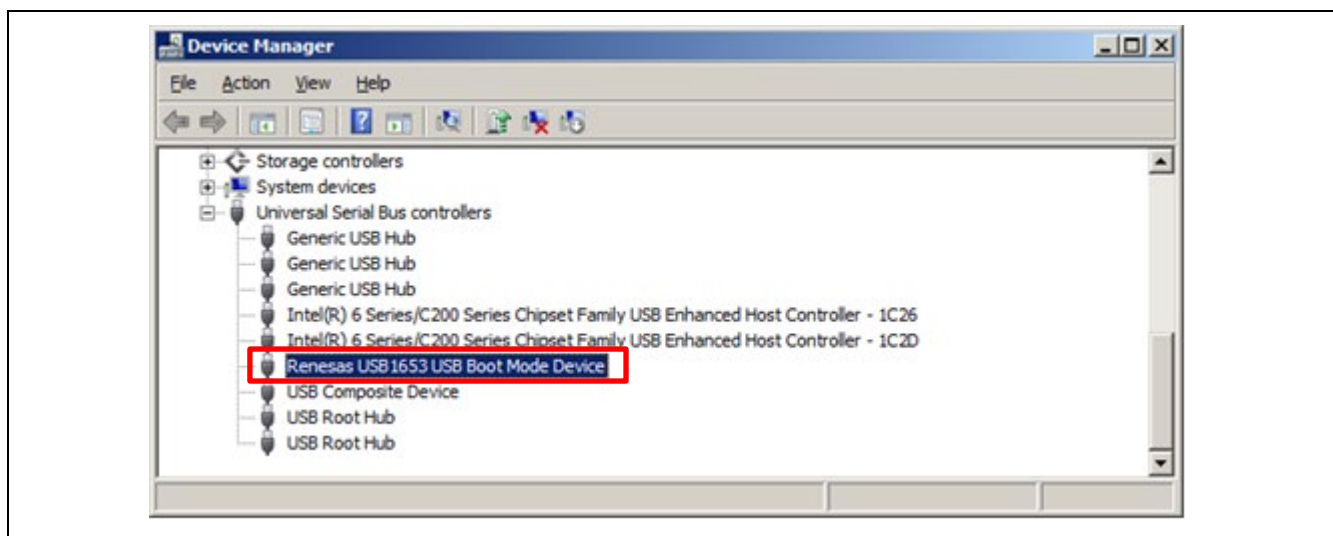 Device Manager
File Action View Help
Storage controllers
System devices
Universal Serial Bus controllers
Generic USB Hub
Generic USB Hub
Generic USB Hub
Intel(R) 6 Series/C200 Series Chipset Family USB Enhanced Host Controller - 1C26
Intel(R) 6 Series/C200 Series Chipset Family USB Enhanced Host Controller - 1C2D
Renesas USB1653 USB Boot Mode Device
USB Composite Device
USB Root Hub
USB Root Hub